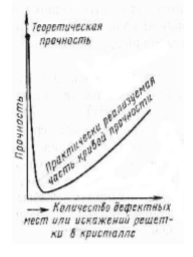 Теоретическая
прочность
Прочность
Практически реализуемая
часть кривой прочности
Количество дефектных
мест или искажений решет-
ки в кристалле